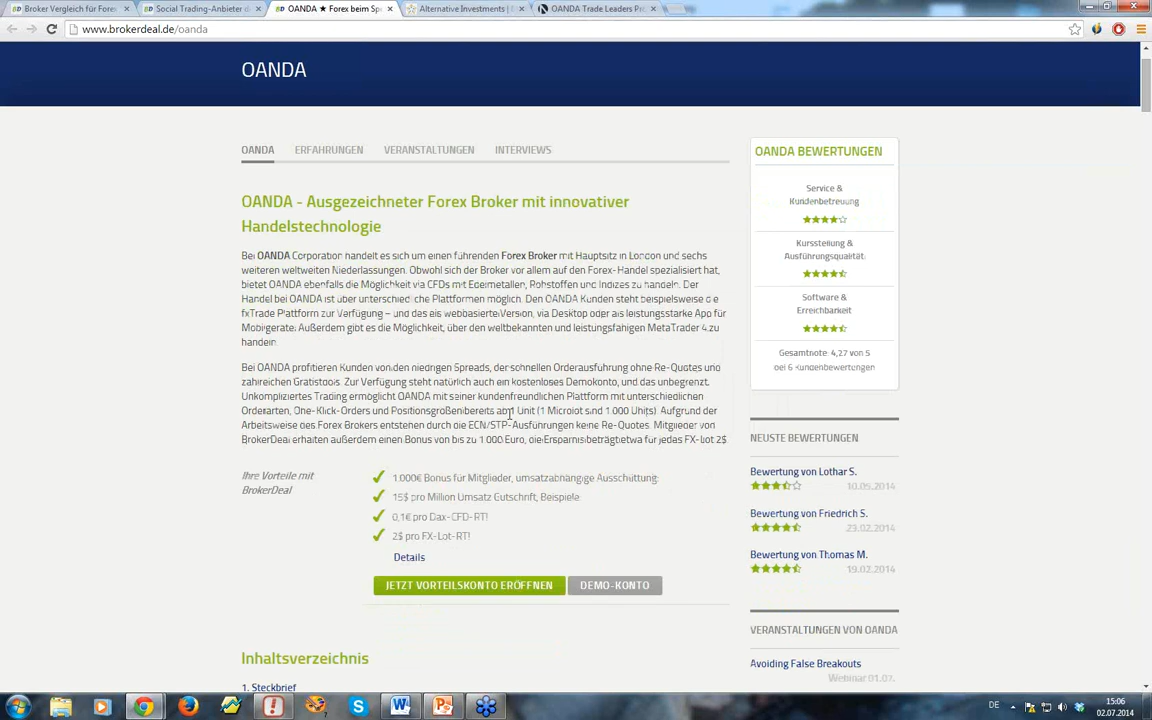 Broker Vergleich für Fore
Social Trading-Anbieter d
OANDA ★ Forex beim Sp
Alternative Investments |
OANDA Trade Leaders Pr
www.brokerdeal.de/oanda
OANDA
OANDA ERFAHRUNGEN VERANSTALTUNGEN INTERVIEWS
OANDA - Ausgezeichneter Forex Broker mit innovativer
Handelstechnologie
Bei OANDA Corporation handelt es sich um einen führenden Forex Broker mit Hauptsitz in London und sechs
weiteren weltweiten Niederlassungen. Obwohl sich der Broker vor allem auf den Forex-Handel spezialisiert hat,
bietet OANDA ebenfalls die Möglichkeit via CFDs mit Edelmetallen, Rohstoffen und Indizes zu handeln. Der
Handel bei OANDA ist über unterschiedliche Plattformen möglich. Den OANDA Kunden steht beispielsweise die
fxTrade Plattform zur Verfügung – und das als webbasierte Version, via Desktop oder als leistungsstarke App für
Mobilgeräte. Außerdem gibt es die Möglichkeit, über den weltbekannten und leistungsfähigen MetaTrader 4 zu
handeln.
Bei OANDA profitieren Kunden von den niedrigen Spreads, der schnellen Orderausführung ohne Re-Quotes und
zahlreichen Gratistools. Zur Verfügung steht natürlich auch ein kostenloses Demokonto, und das unbegrenzt.
Unkompliziertes Trading ermöglicht OANDA mit seiner kundenfreundlichen Plattform mit unterschiedlichen
Orderarten, One-Klick-Orders und Positionsgrößen bereits ab 1 Unit (1 Microlot sind 1.000 Units). Aufgrund der
Arbeitsweise des Forex Brokers entstehen durch die ECN/STP-Ausführungen keine Re-Quotes. Mitglieder von
BrokerDeal erhalten außerdem einen Bonus von bis zu 1.000 Euro, die Ersparnis beträgt etwa für jedas FX-Lot 2$.
Ihre Vorteile mit
BrokerDeal
1.000€ Bonus für Mitglieder, umsatzabhängige Ausschüttung:
15$ pro Million Umsatz Gutschrift, Beispiele:
0,1€ pro Dax-CFD-RT!
2$ pro FX-Lot-RT!
Details
JETZT VORTEILSKONTO ERÖFFNEN DEMO-KONTO
Inhaltsverzeichnis
1. Steckbrief
OANDA BEWERTUNGEN
Service &
Kundenbetreuung
Kursstellung &
Ausführungsqualität
Software &
Erreichbarkeit
Gesamtnote: 4,27 von 5
bei 6 Kundenbewertungen
NEUESTE BEWERTUNGEN
Bewertung von Lothar S.
10.05.2014
Bewertung von Friedrich S.
23.02.2014
Bewertung von Thomas M.
19.02.2014
VERANSTALTUNGEN VON OANDA
Avoiding False Breakouts
Webinar 01.07.
DE
15:06
02.07.2014